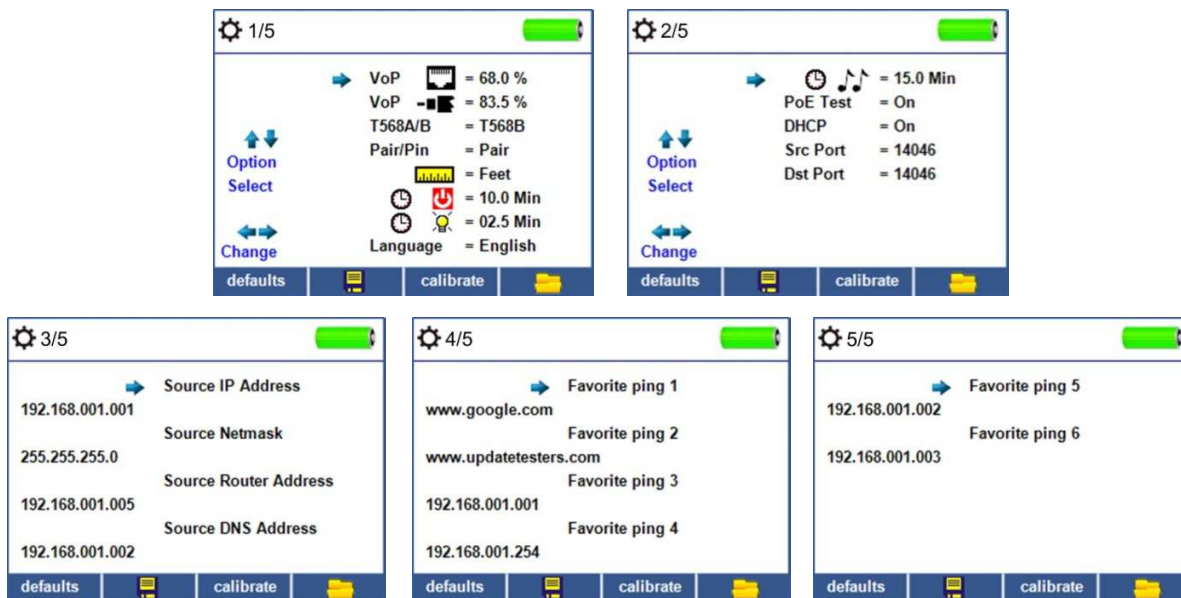 1/5
VoP = 68.0 %
VoP = 83.5 %
T568A/B = T568B
Pair/Pin = Pair
= Feet
= 10.0 Min
= 02.5 Min
Language = English
Option
Select
Change
defaults calibrate
2/5
= 15.0 Min
PoE Test = On
DHCP = On
Src Port = 14046
Dst Port = 14046
Option
Select
Change
defaults calibrate
3/5
Source IP Address
192.168.001.001
Source Netmask
255.255.255.0
Source Router Address
192.168.001.005
Source DNS Address
192.168.001.002
defaults calibrate
4/5
Favorite ping 1
www.google.com
Favorite ping 2
www.updatetesters.com
Favorite ping 3
192.168.001.001
Favorite ping 4
192.168.001.254
defaults calibrate
5/5
Favorite ping 5
192.168.001.002
Favorite ping 6
192.168.001.003
defaults calibrate